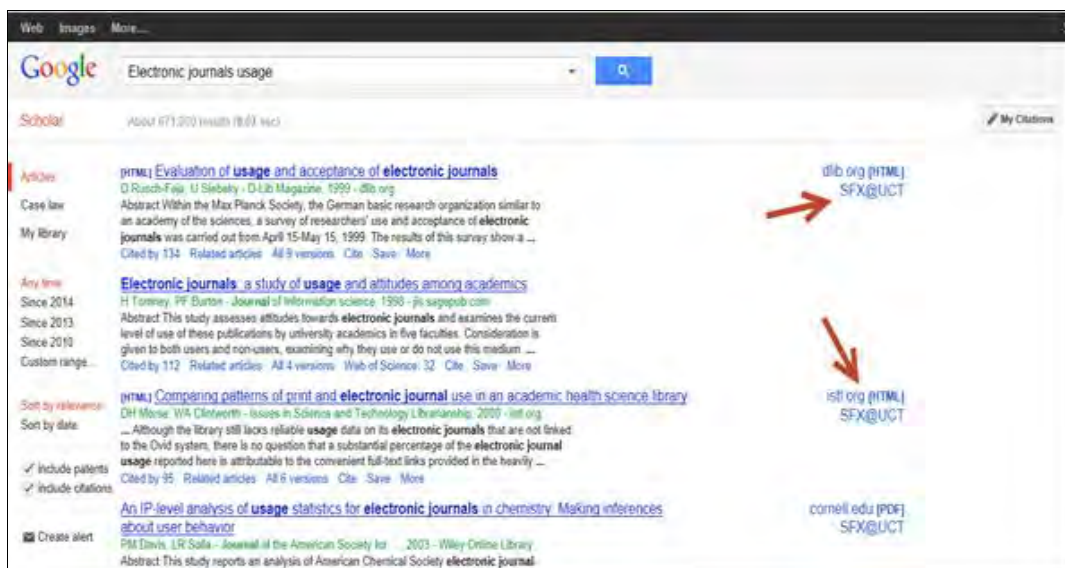 Web Images More...
Google
Electronic journals usage
Scholar
About 671,000 results (0.03 sec)
My Citations
Articles
Case law
My library
Any time
Since 2014
Since 2013
Since 2010
Custom range...
Sort by relevance
Sort by date
include patents
include citations
Create alert
[HTML] Evaluation of usage and acceptance of electronic journals
D Rusch-Feja, U Siebeky - D-Lib Magazine, 1999 - dlib.org
Abstract Within the Max Planck Society, the German basic research organization similar to
an academy of the sciences, a survey of researchers' use and acceptance of electronic
journals was carried out from April 15-May 15, 1999. The results of this survey show a ...
Cited by 134 Related articles All 9 versions Cite Save More
dlib.org [HTML]
SFX@UCT
Electronic journals, a study of usage and attitudes among academics
H Tomney, PF Burton - Journal of Information science, 1998 - jis.sagepub.com
Abstract This study assesses attitudes towards electronic journals and examines the current
level of use of these publications by university academics in five faculties. Consideration is
given to both users and non-users, examining why they use or do not use this medium. ...
Cited by 112 Related articles All 4 versions Web of Science: 32 Cite Save More
[HTML] Comparing patterns of print and electronic journal use in an academic health science library
DH Morse, WA Clintworth - Issues in Science and Technology Librarianship, 2000 - istl.org
... Although the library still lacks reliable usage data on its electronic journals that are not linked
to the Ovid system, there is no question that a substantial percentage of the electronic journal
usage reported here is attributable to the convenient full-text links provided in the heavily ...
Cited by 95 Related articles All 6 versions Cite Save More
istl.org [HTML]
SFX@UCT
An IP-level analysis of usage statistics for electronic journals in chemistry: Making inferences
about user behavior
PM Davis, LR Solla - Journal of the American Society for ..., 2003 - Wiley Online Library
Abstract This study reports an analysis of American Chemical Society electronic journal
cornell.edu [PDF]
SFX@UCT